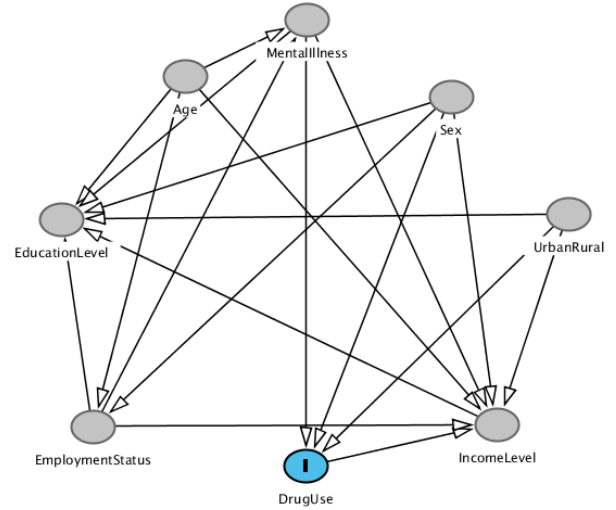 MentalIllness
Age
Sex
UrbanRural
EducationLevel
EmploymentStatus
IncomeLevel
I
DrugUse